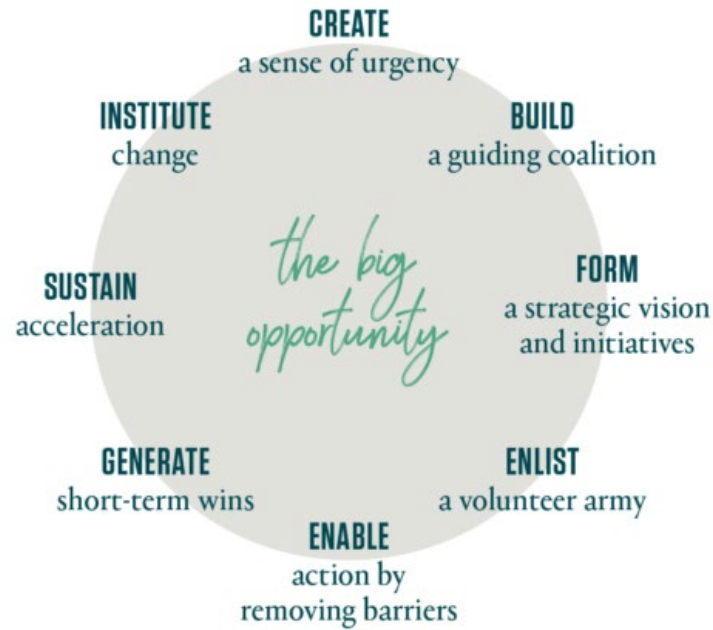 CREATE
a sense of urgency
BUILD
a guiding coalition
FORM
a strategic vision
and initiatives
ENLIST
a volunteer army
ENABLE
action by
removing barriers
GENERATE
short-term wins
SUSTAIN
acceleration
INSTITUTE
change
the big
opportunity